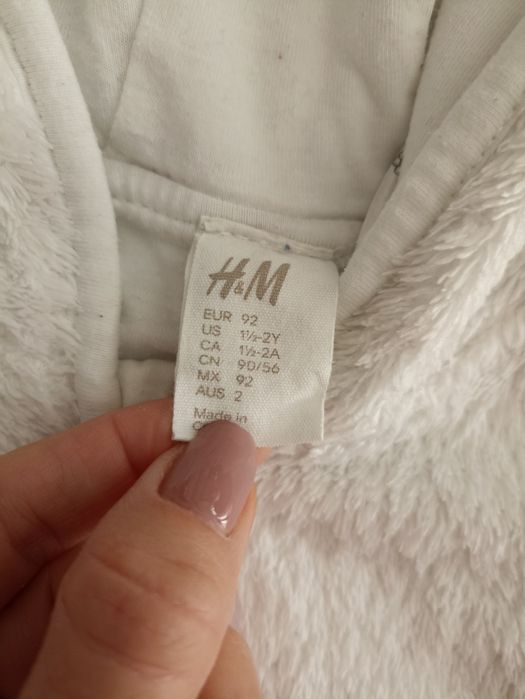 H&M
EUR 92
US 1½-2Y
CA 1½-2A
CN 90/56
MX 92
AUS 2
Made in